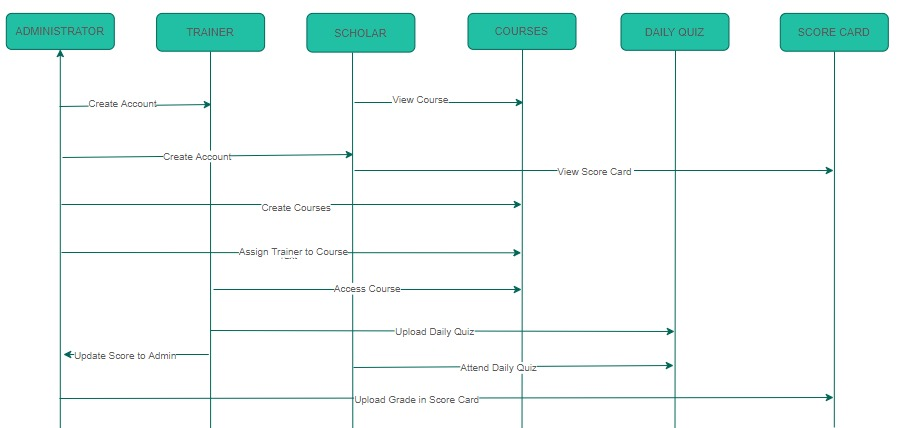 ADMINISTRATOR
TRAINER
SCHOLAR
COURSES
DAILY QUIZ
SCORE CARD
Create Account
View Course
Create Account
View Score Card
Create Courses
Assign Trainer to Course
Access Course
Upload Daily Quiz
Update Score to Admin
Attend Daily Quiz
Upload Grade in Score Card